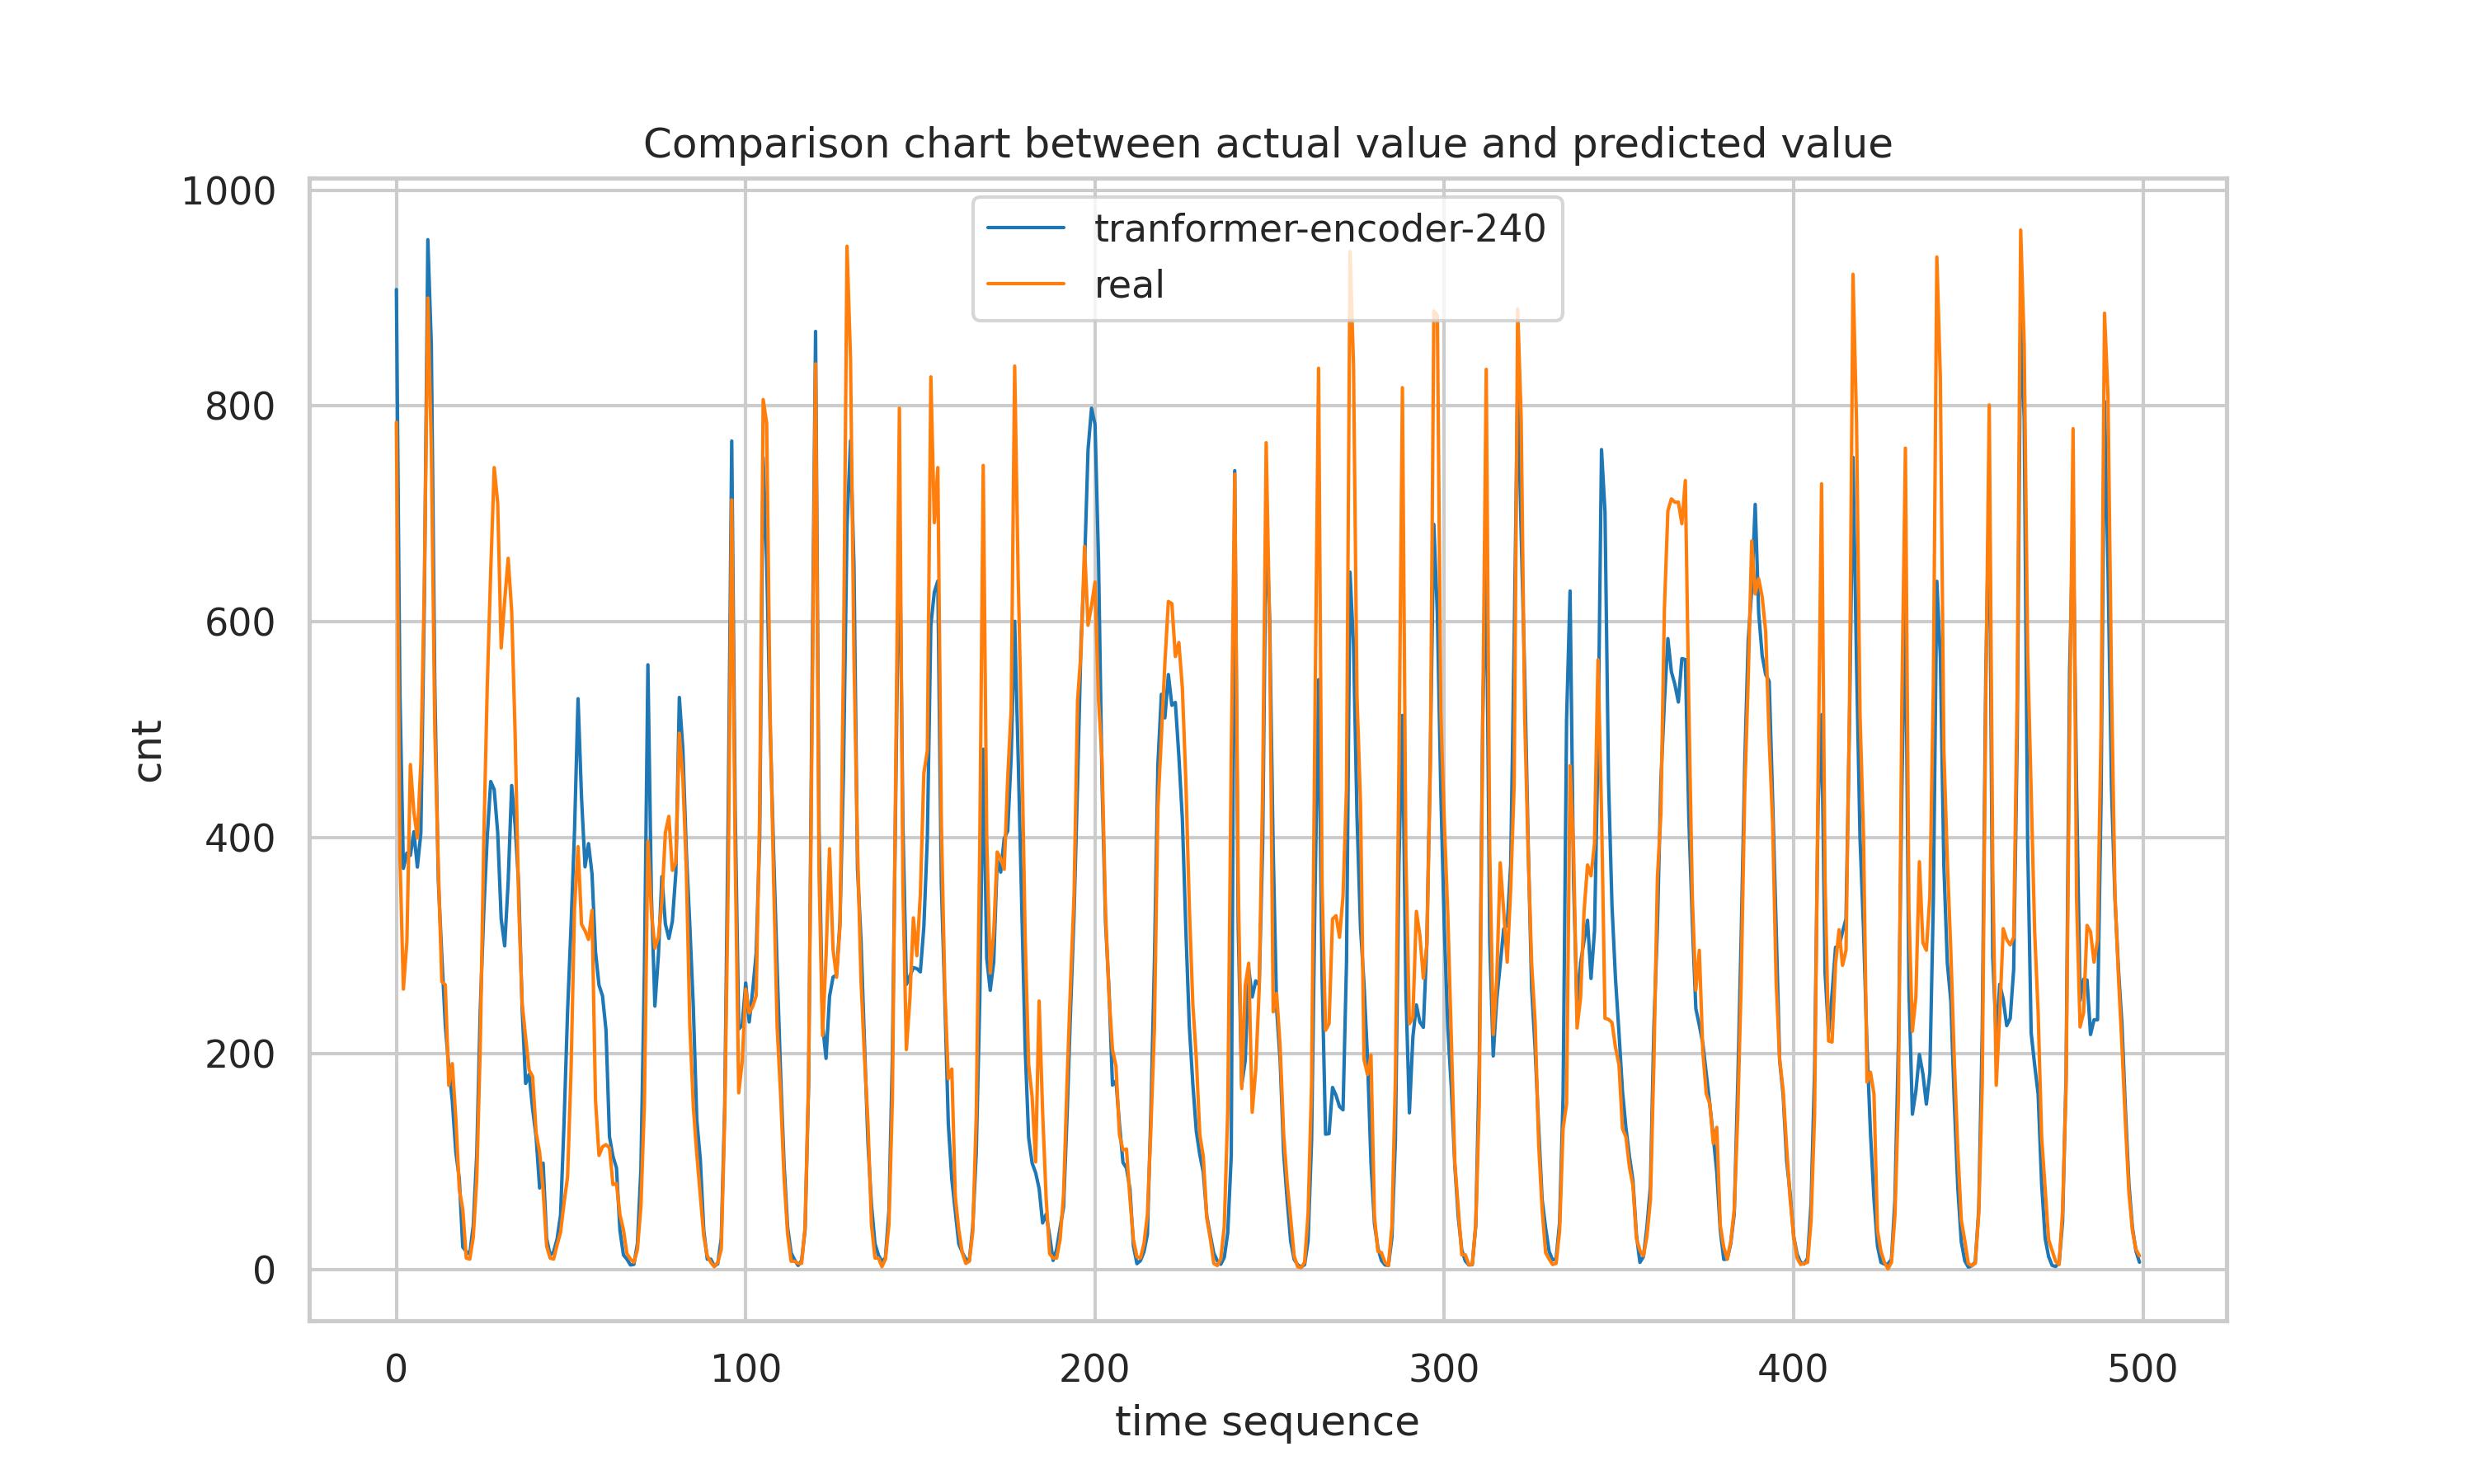 Comparison chart between actual value and predicted value
1000
800
600
400
200
0
cnt
tranformer-encoder-240
real
0 100 200 300 400 500
time sequence